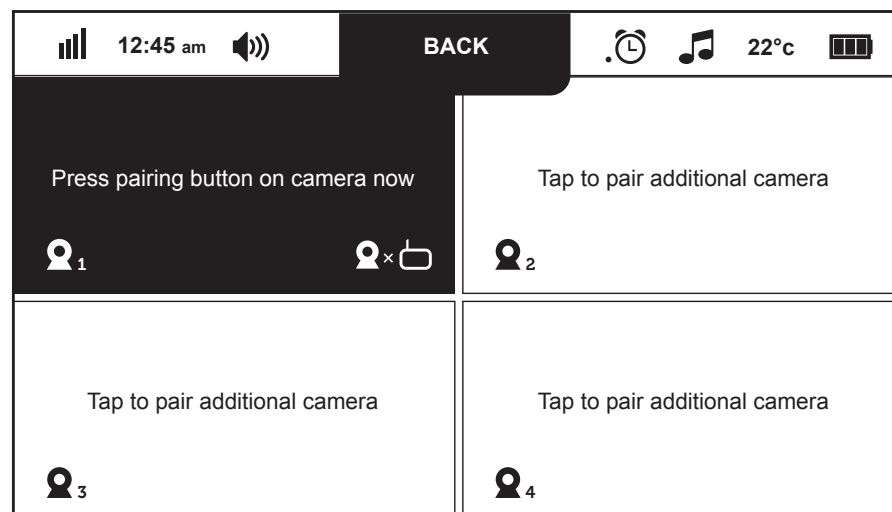 12:45 am BACK 22°c
Press pairing button on camera now
Tap to pair additional camera
1
2
Tap to pair additional camera
Tap to pair additional camera
3
4